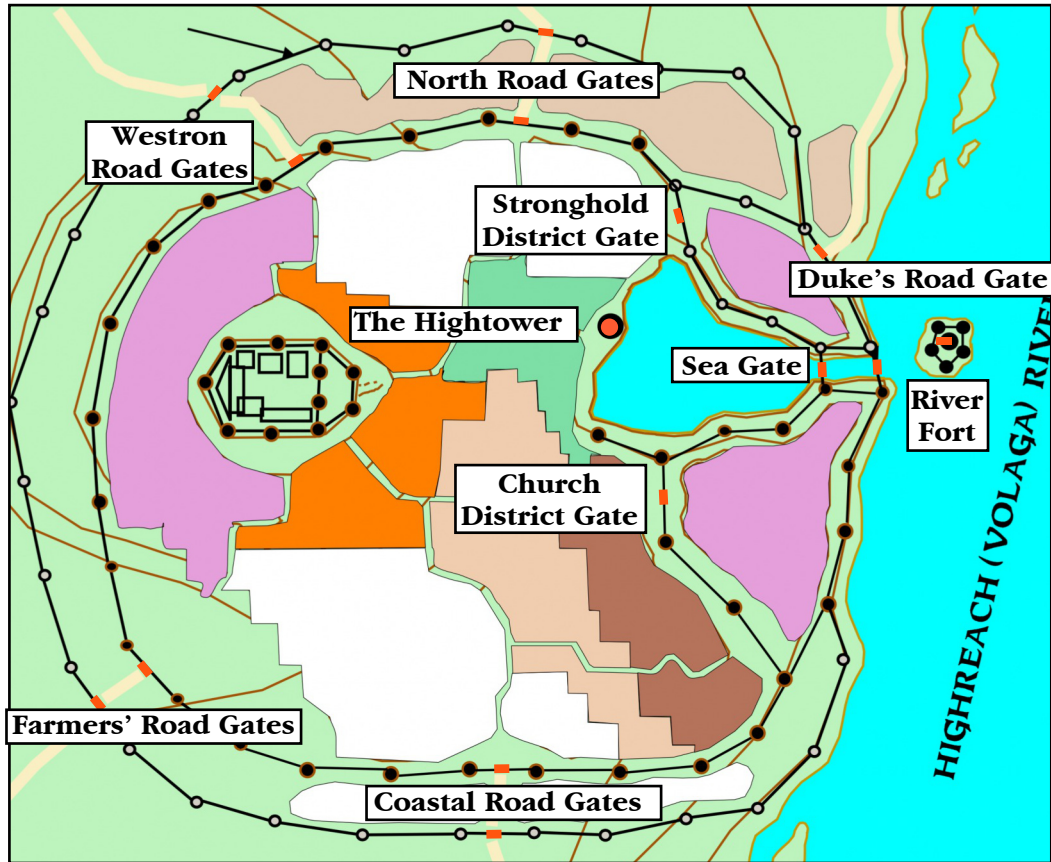 North Road Gates
Westron
Road Gates
Stronghold
District Gate
Duke's Road Gate
The Hightower
Sea Gate
River
Fort
Church
District Gate
Farmers' Road Gates
Coastal Road Gates
HIGHREACH (VOLAGA) RIVER